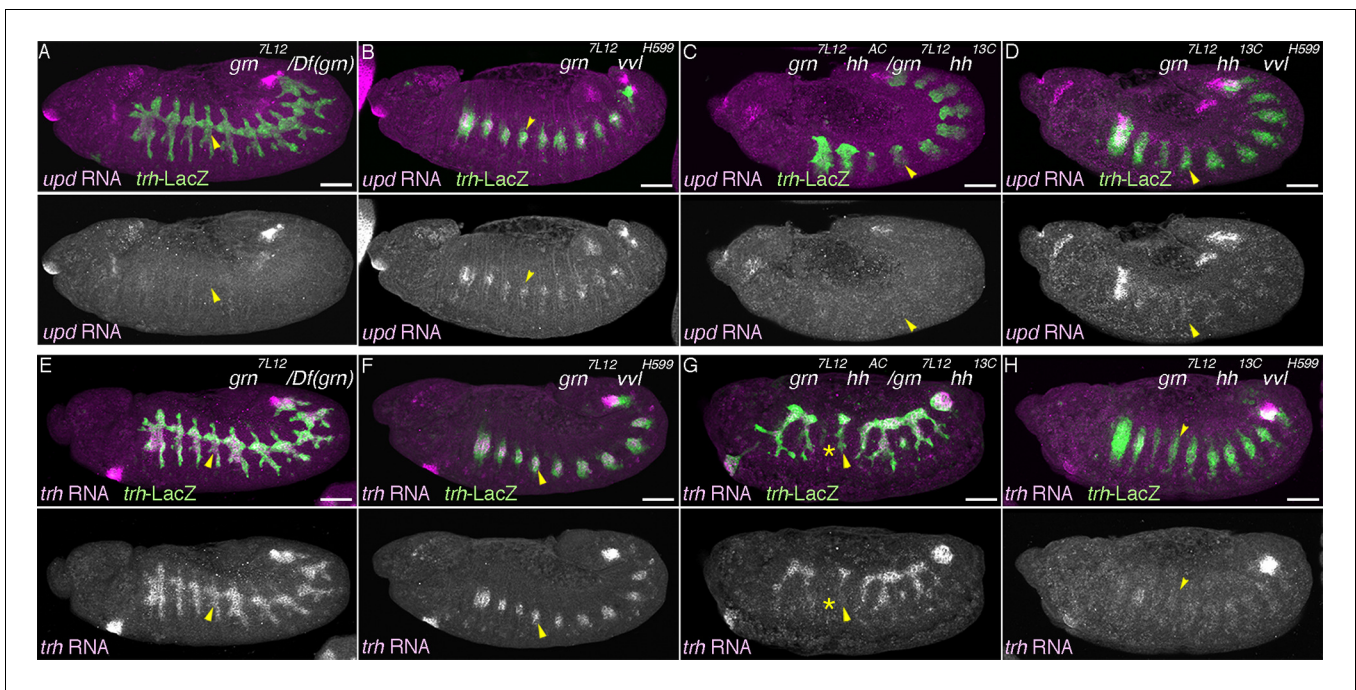 A 7L12
grn /Df(grn)
upd RNA trh-LacZ
upd RNA
B 7L12 H599
grn vvl
upd RNA trh-LacZ
upd RNA
C 7L12 AC 7L12 13C
grn hh /grn hh
upd RNA trh-LacZ
upd RNA
D 7L12 13C H599
grn hh vvl
upd RNA trh-LacZ
upd RNA
E 7L12
grn /Df(grn)
trh RNA trh-LacZ
trh RNA
F 7L12 H599
grn vvl
trh RNA trh-LacZ
trh RNA
G 7L12 AC 7L12 13C
grn hh /grn hh
*
trh RNA trh-LacZ
*
trh RNA
H 7L12 13C H599
grn hh vvl
trh RNA trh-LacZ
trh RNA